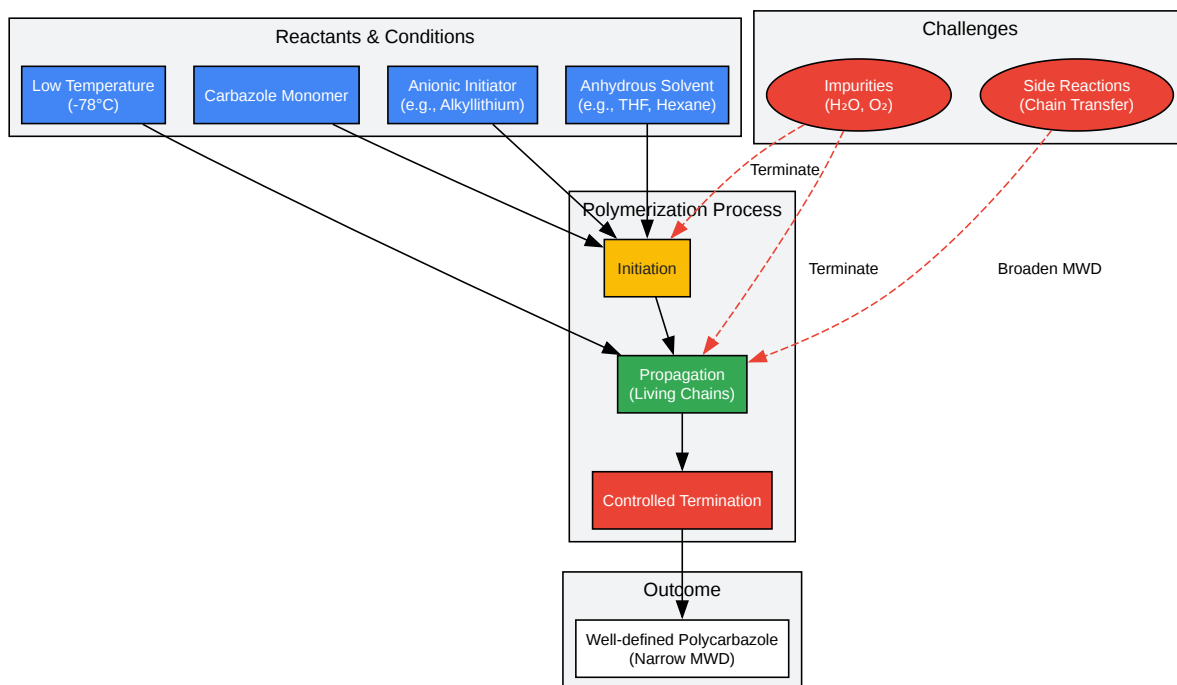 Reactants & Conditions
Challenges
Low Temperature
(-78°C)
Carbazole Monomer
Anionic Initiator
(e.g., Alkyllithium)
Anhydrous Solvent
(e.g., THF, Hexane)
Impurities
(H₂O, O₂)
Side Reactions
(Chain Transfer)
Terminate
Polymerization Process
Initiation
Terminate
Broaden MWD
Propagation
(Living Chains)
Controlled Termination
Outcome
Well-defined Polycarbazole
(Narrow MWD)